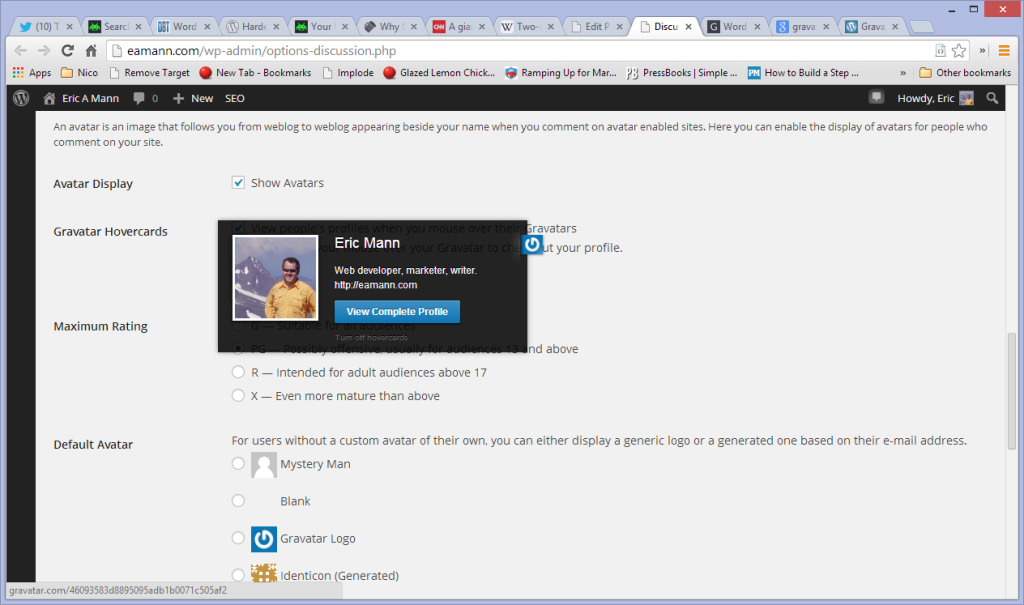 (10) T
Searc
Word
Hard
Your
Why
A gia
Two-
Edit P
Discu
Word
grava
Grava
eamann.com/wp-admin/options-discussion.php
Apps Nico Remove Target New Tab - Bookmarks Implode Glazed Lemon Chick... Ramping Up for Mar... PressBooks | Simple ... How to Build a Step ... » Other bookmarks
Eric A Mann 0 + New SEO Howdy, Eric
An avatar is an image that follows you from weblog to weblog appearing beside your name when you comment on avatar enabled sites. Here you can enable the display of avatars for people who
comment on your site.
Avatar Display Show Avatars
Gravatar Hovercards View people's profiles when you mouse over their Gravatars
your Gravatar to che out your profile.
Eric Mann
Web developer, marketer, writer.
http://eamann.com
View Complete Profile
Turn off hovercards
Maximum Rating G — Suitable for all audiences
PG — Possibly offensive, usually for audiences 13 and above
R — Intended for adult audiences above 17
X — Even more mature than above
Default Avatar For users without a custom avatar of their own, you can either display a generic logo or a generated one based on their e-mail address.
Mystery Man
Blank
Gravatar Logo
Identicon (Generated)
gravatar.com/46093583d8895095adb1b0071c505af2